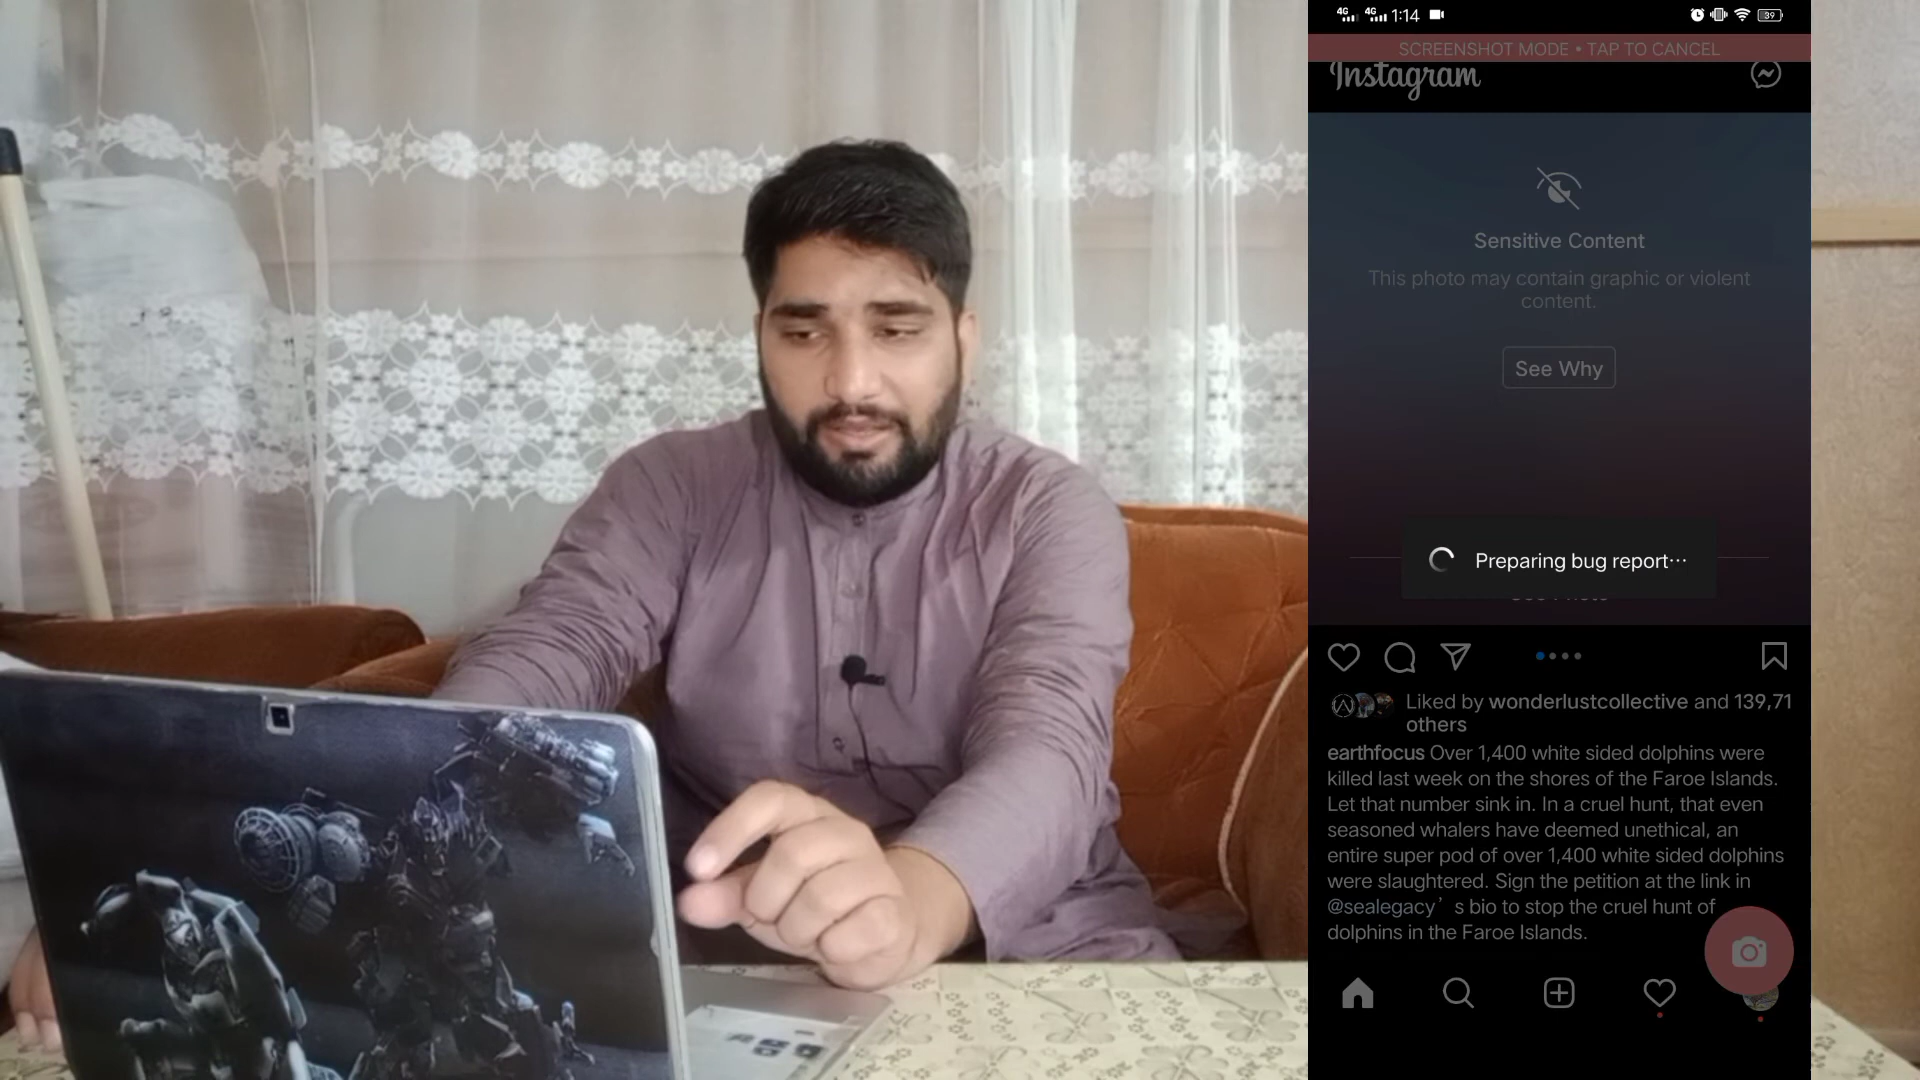 4G 4G 1:14 39
SCREENSHOT MODE • TAP TO CANCEL
Instagram
Sensitive Content
This photo may contain graphic or violent
content.
See Why
Preparing bug report···
See Photo
Liked by wonderlustcollective and 139,71
others
earthfocus Over 1,400 white sided dolphins were
killed last week on the shores of the Faroe Islands.
Let that number sink in. In a cruel hunt, that even
seasoned whalers have deemed unethical, an
entire super pod of over 1,400 white sided dolphins
were slaughtered. Sign the petition at the link in
@sealegacy’ s bio to stop the cruel hunt of
dolphins in the Faroe Islands.